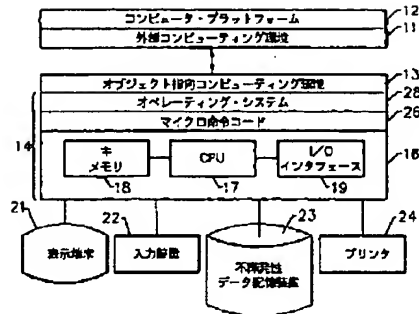 コンピュータ・プラットフォーム 12
外部コンピューティング環境 11
オブジェクト指向コンピューティング環境 13
オペレーティング・システム 28
マイクロ命令コード 26
14
主
メモリ
CPU
I/O
インタフェース
16
18
17
19
21
22
23
24
表示端末
入力装置
不揮発性
データ記憶装置
プリンタ